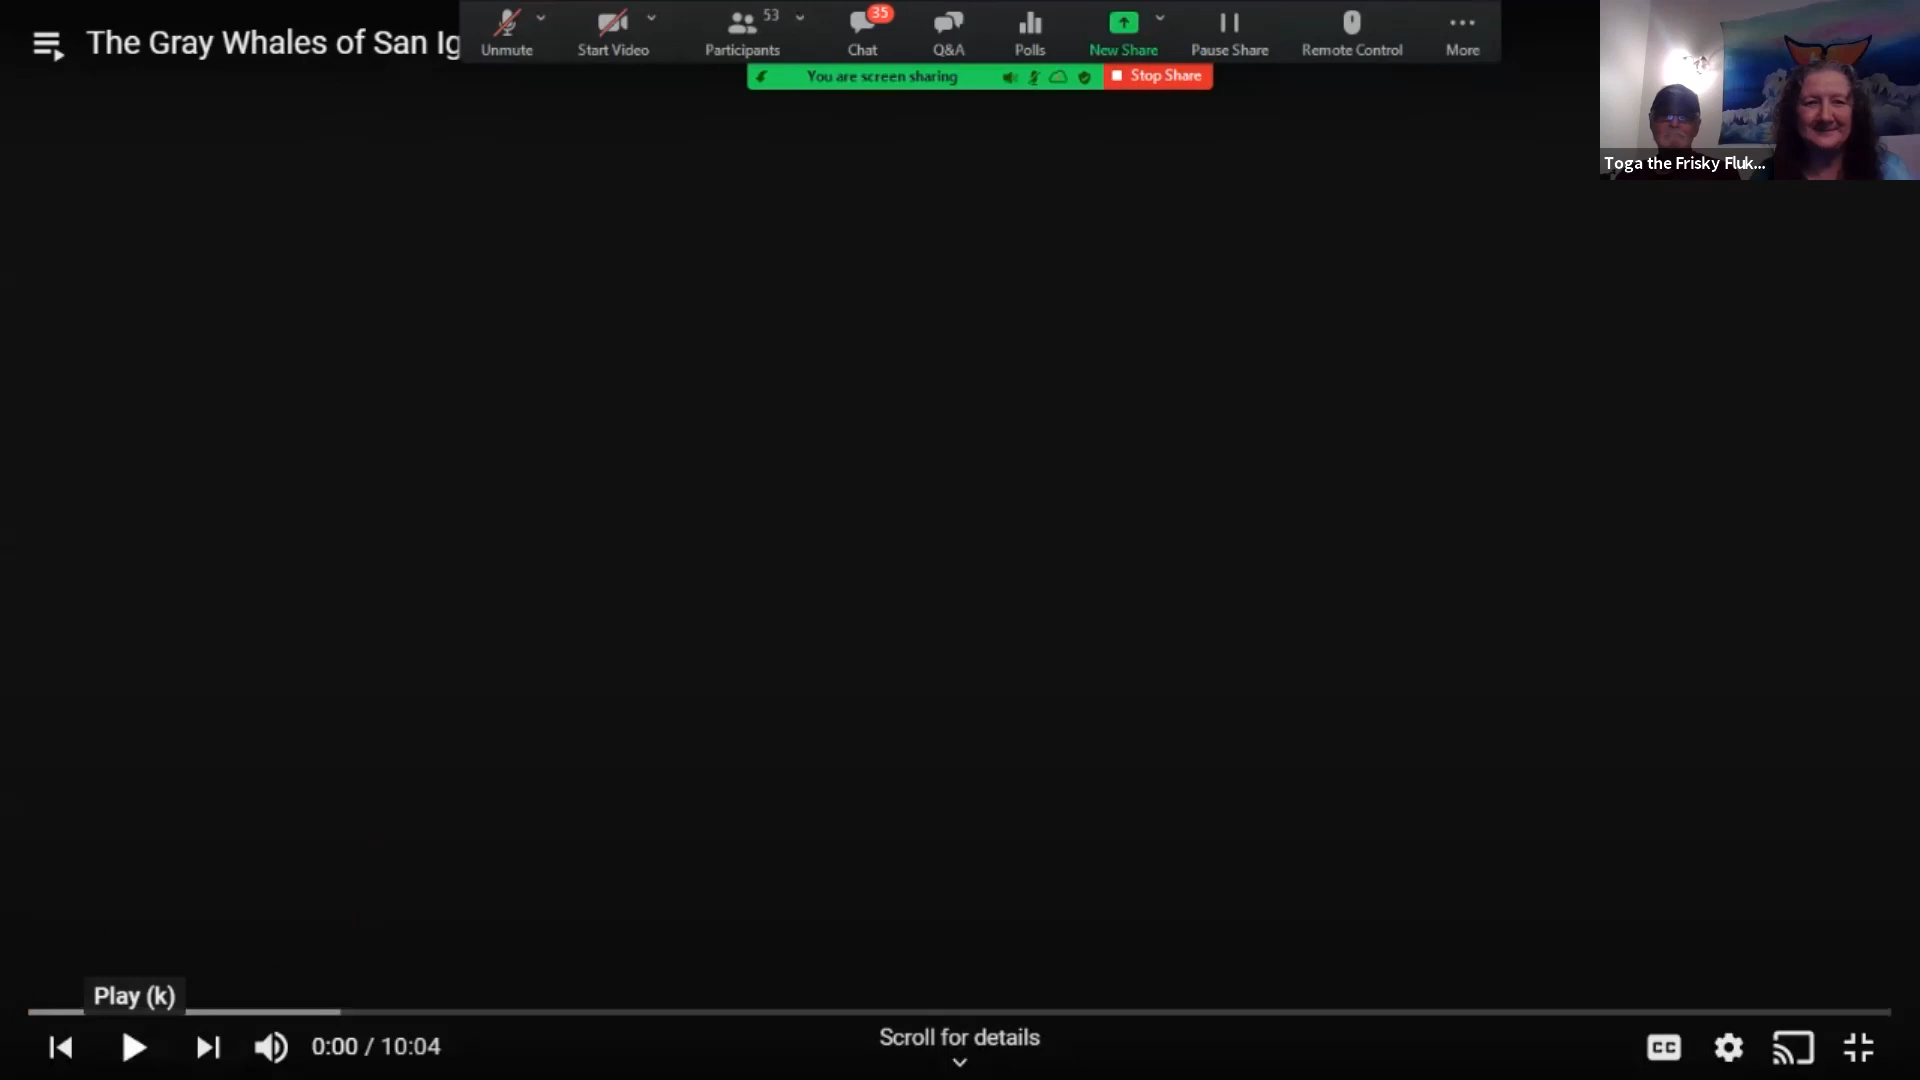 The Gray Whales of San Ig
Unmute
Start Video
53
Participants
35
Chat
Q&A
Polls
New Share
Pause Share
Remote Control
More
You are screen sharing
Stop Share
Toga the Frisky Fluk...
Play (k)
0:00 / 10:04
Scroll for details
CC